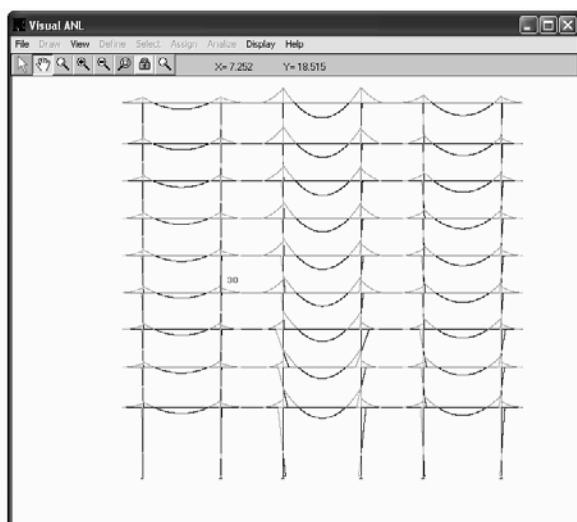 Visual ANL
File Draw View Define Select Assign Analize Display Help
X= 7.252 Y= 18.515
30